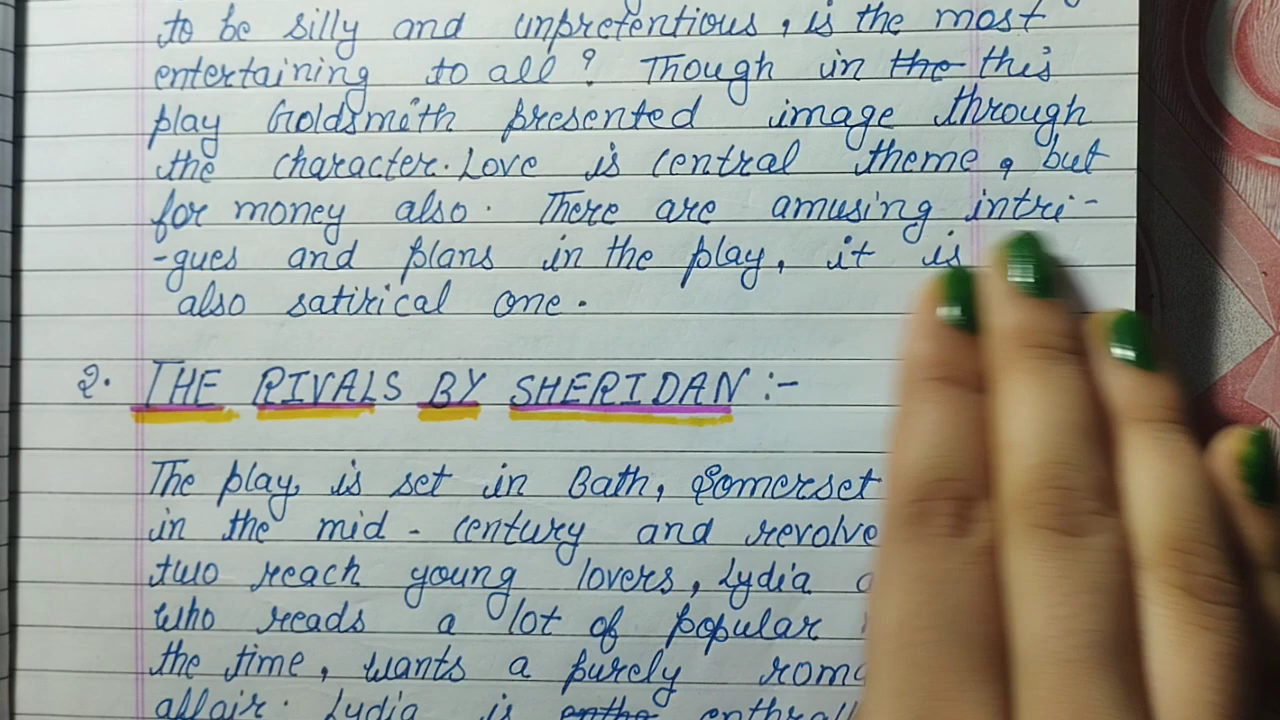 to be silly and unpretentious, is the most
entertaining to all? Though in the this
play Goldsmith presented image through
the character. Love is central theme, but
for money also. There are amusing intri-
-gues and plans in the play, it is
also satirical one.
2. THE RIVALS BY SHERIDAN :-
The play is set in Bath, Somerset
in the mid - century and revolve
two reach young lovers, Lydia
who reads a lot of popular
the time, wants a purely
affair. Lydia is